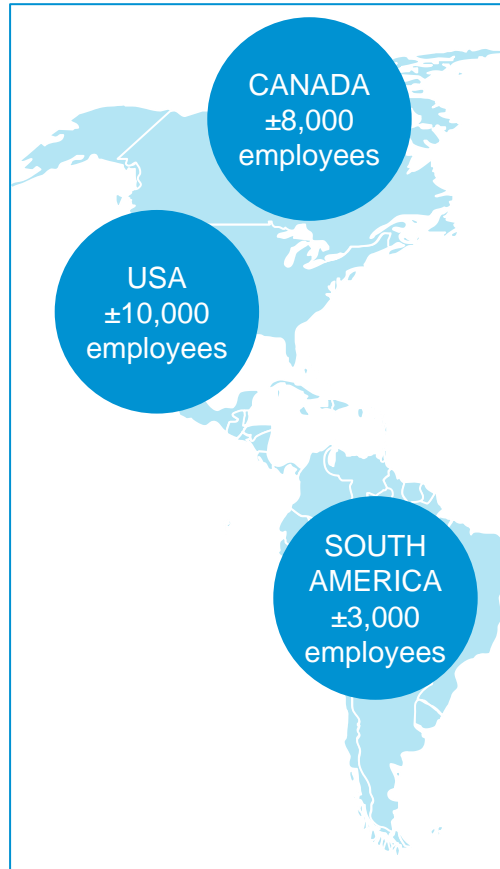 CANADA
±8,000
employees
USA
±10,000
employees
SOUTH
AMERICA
±3,000
employees